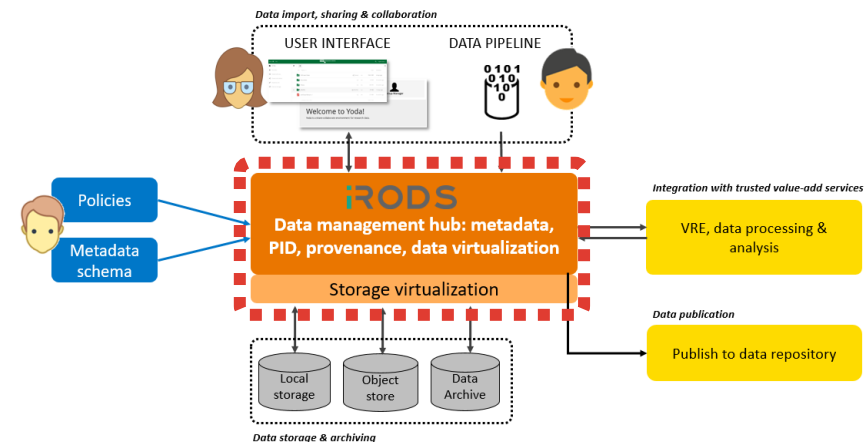 Data import, sharing & collaboration
USER INTERFACE
DATA PIPELINE
Welcome to Yoda!
0101
010
10
0
Policies
Metadata
schema
iRODS
Data management hub: metadata,
PID, provenance, data virtualization
Storage virtualization
Integration with trusted value-add services
VRE, data processing &
analysis
Data publication
Publish to data repository
Local
storage
Object
store
Data
Archive
Data storage & archiving